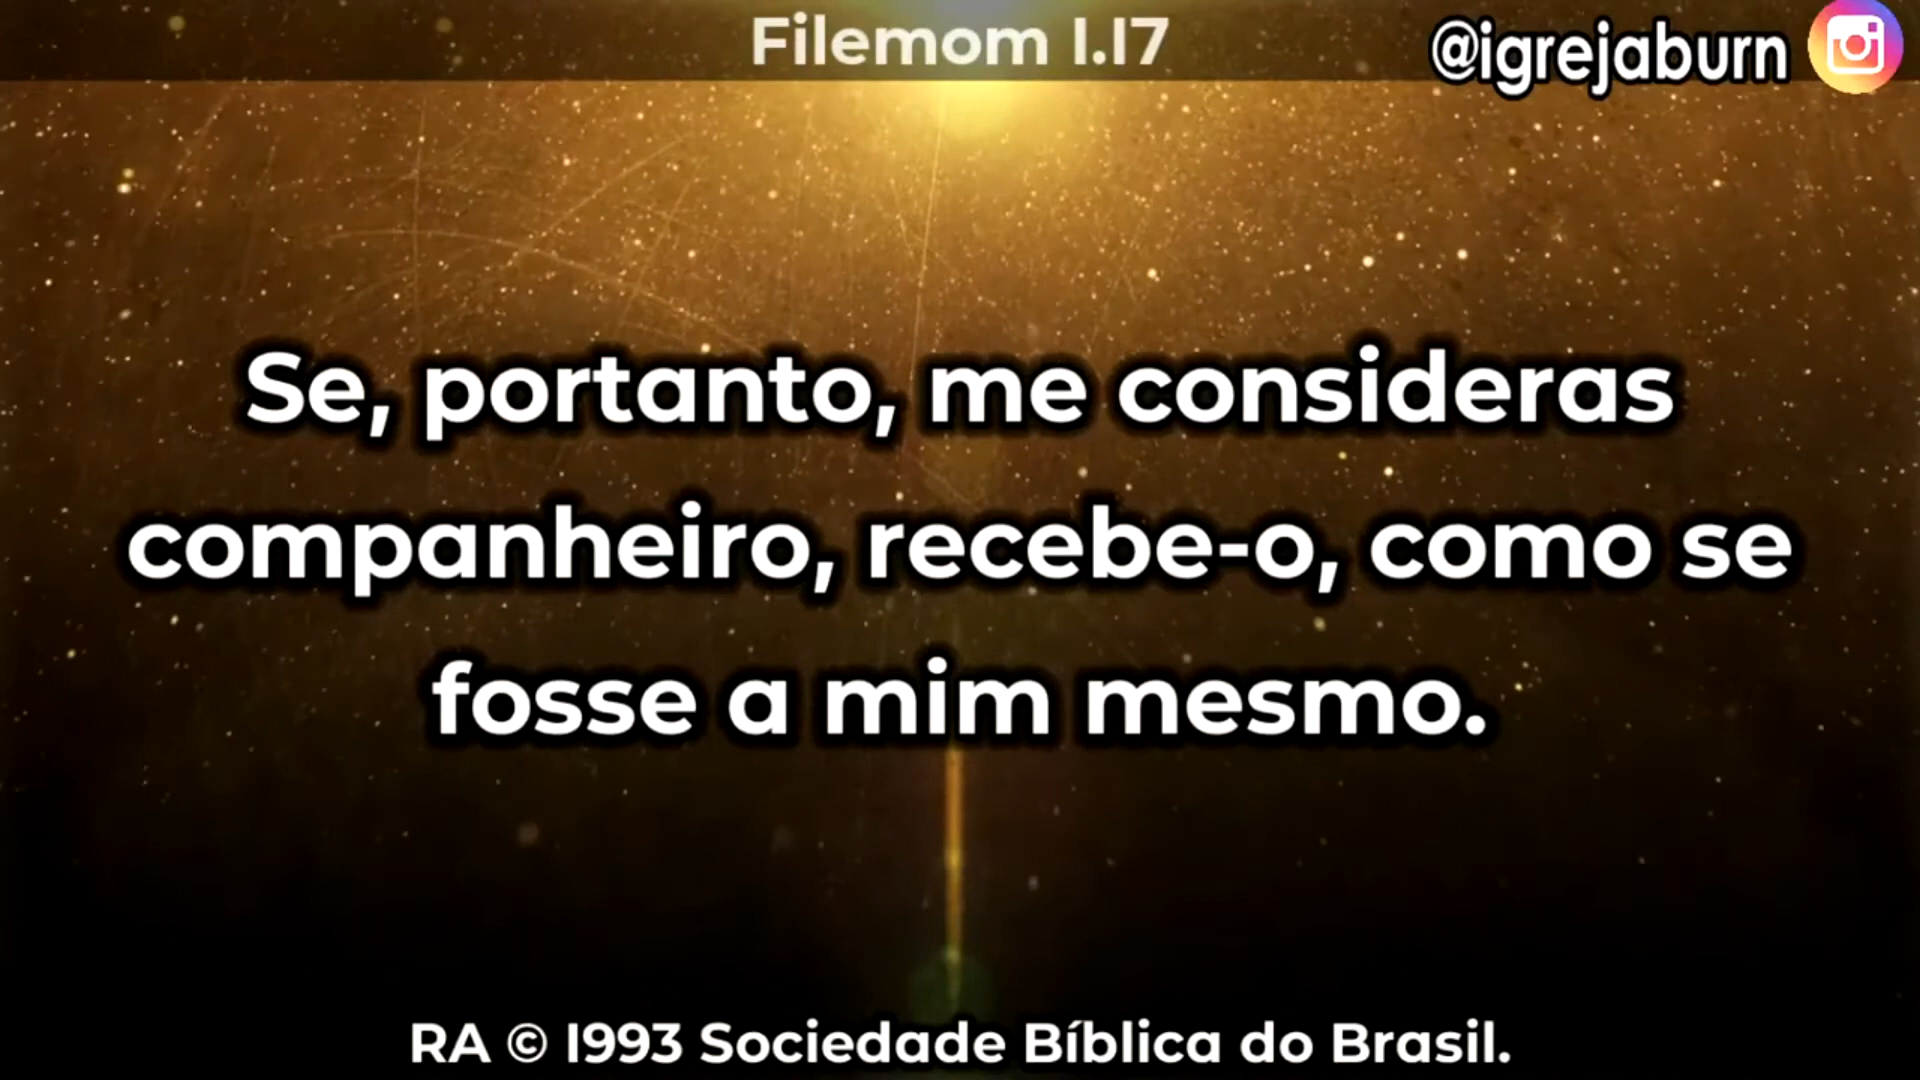 Filemom 1.17
@igrejaburn
Se, portanto, me consideras
companheiro, recebe-o, como se
fosse a mim mesmo.
RA © 1993 Sociedade Bíblica do Brasil.